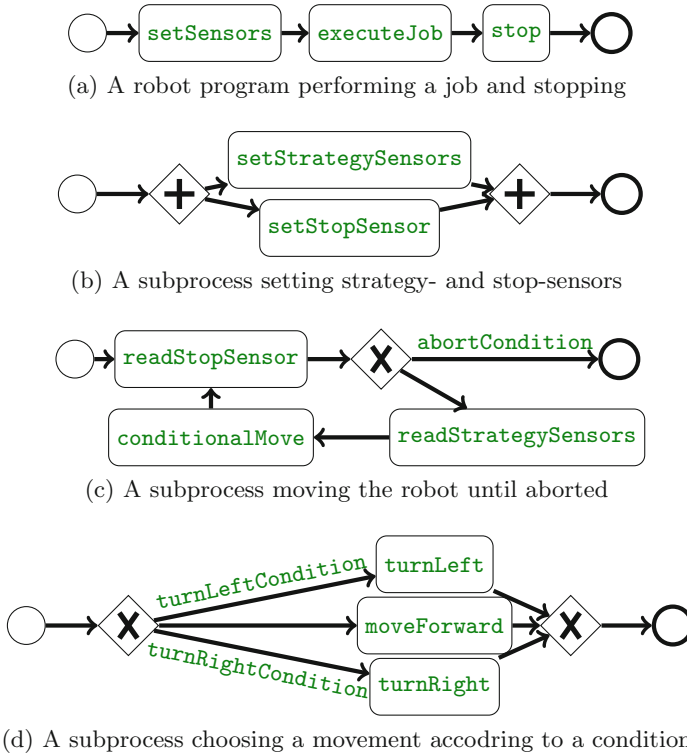 setSensors executeJob stop
(a) A robot program performing a job and stopping
setStrategySensors
setStopSensor
(b) A subprocess setting strategy- and stop-sensors
readStopSensor abortCondition
conditionalMove readStrategySensors
(c) A subprocess moving the robot until aborted
turnLeftCondition turnLeft
moveForward
turnRightCondition turnRight
(d) A subprocess choosing a movement accodring to a condition